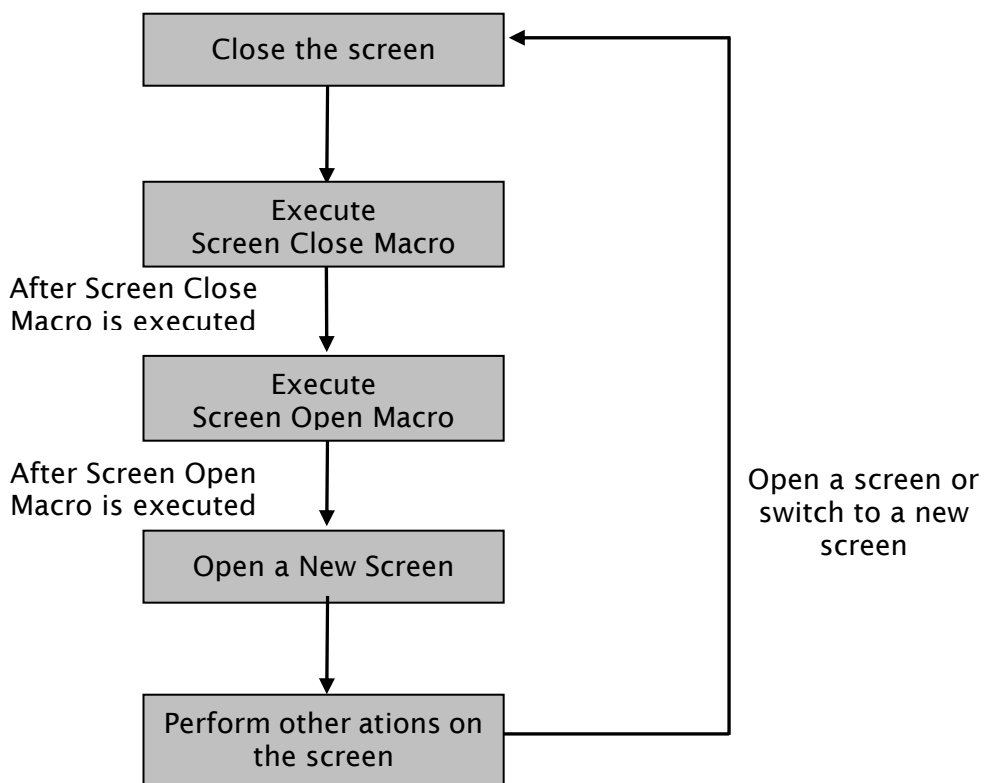 Close the screen
Execute
Screen Close Macro
After Screen Close
Macro is executed
Execute
Screen Open Macro
After Screen Open
Macro is executed
Open a New Screen
Open a screen or
switch to a new
screen
Perform other ations on
the screen